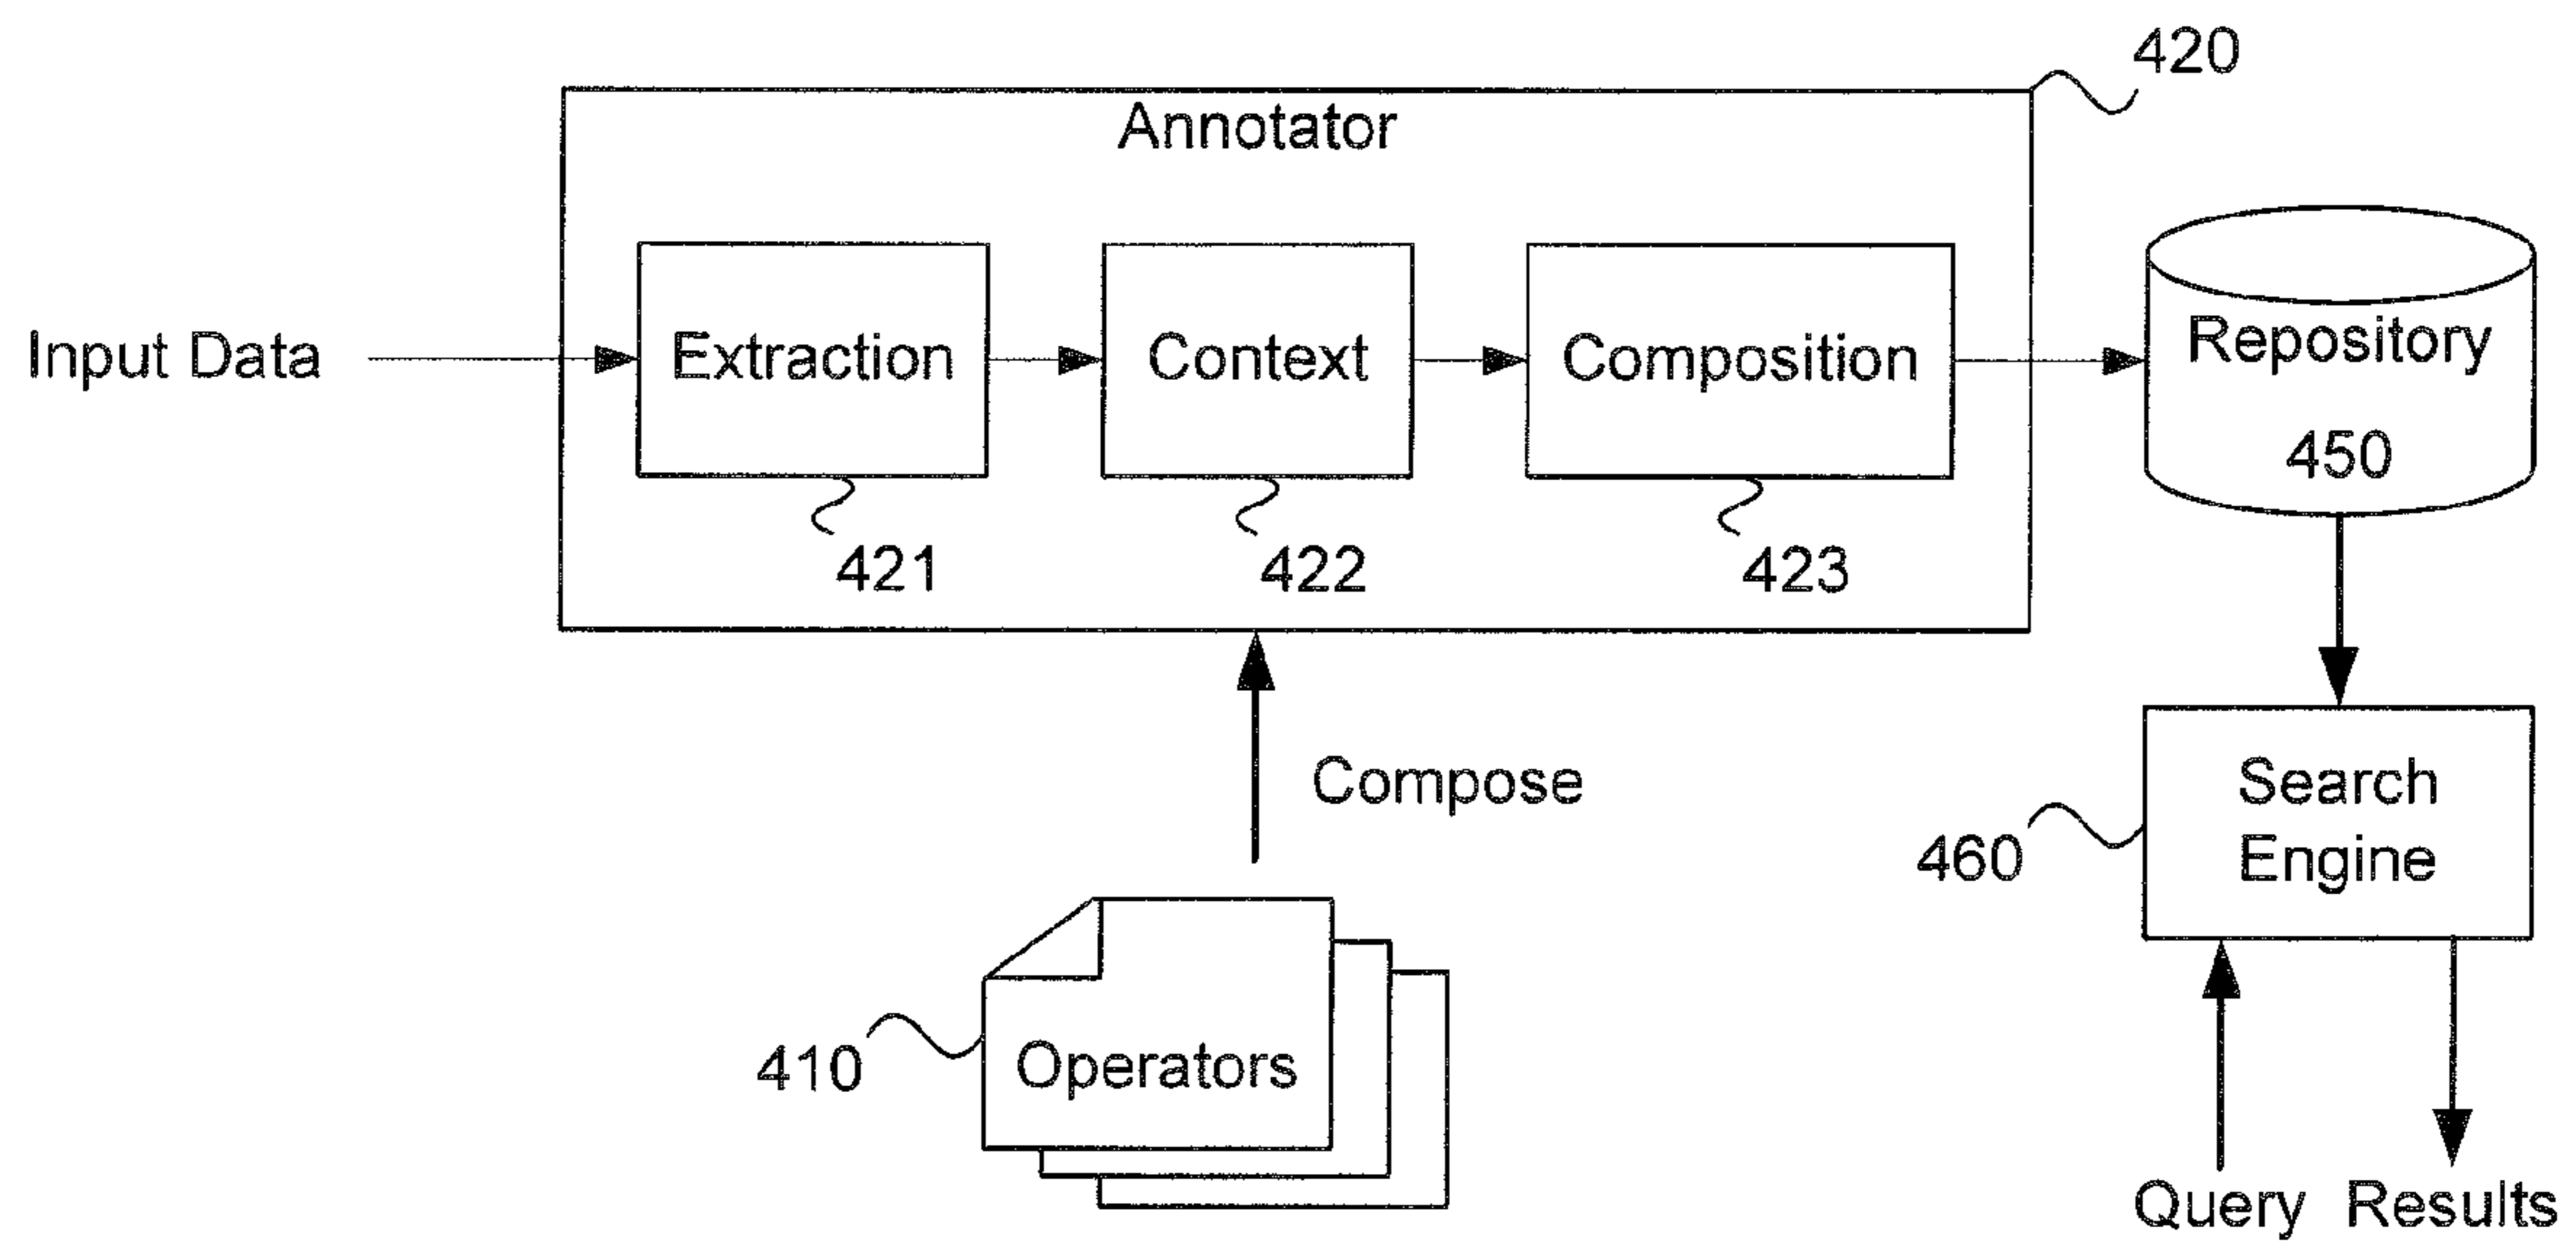 420
Annotator
Input Data
Extraction
Context
Composition
Repository
450
421
422
423
Compose
Search
Engine
460
410
Operators
Query
Results